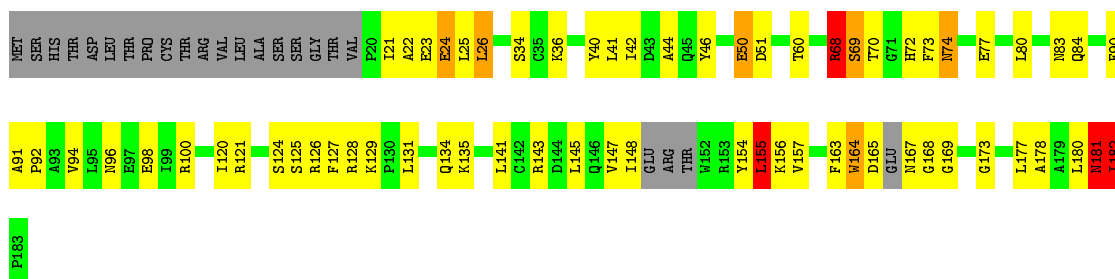 MET SER HIS THR ASP LEU THR PRO CYS THR ARG VAL LEU ALA SER SER GLY THR VAL P20 I21 A22 E23 E24 L25 L26 S34 C35 K36 Y40 L41 I42 D43 A44 Q45 Y46 E50 D51 T60 R68 S69 T70 G71 H72 F73 N74 E77 L80 N83 Q84
A91 P92 A93 V94 L95 N96 E97 E98 I99 R100 I120 R121 S124 S125 R126 F127 R128 K129 P130 L131 Q134 K135 L141 C142 R143 D144 L145 Q146 V147 I148 GLU ARG THR W152 R153 Y154 L155 K156 V157 F163 W164 D165 GLU N167 G168 G169 G173 L177 A178 A179 L180 N181
P183